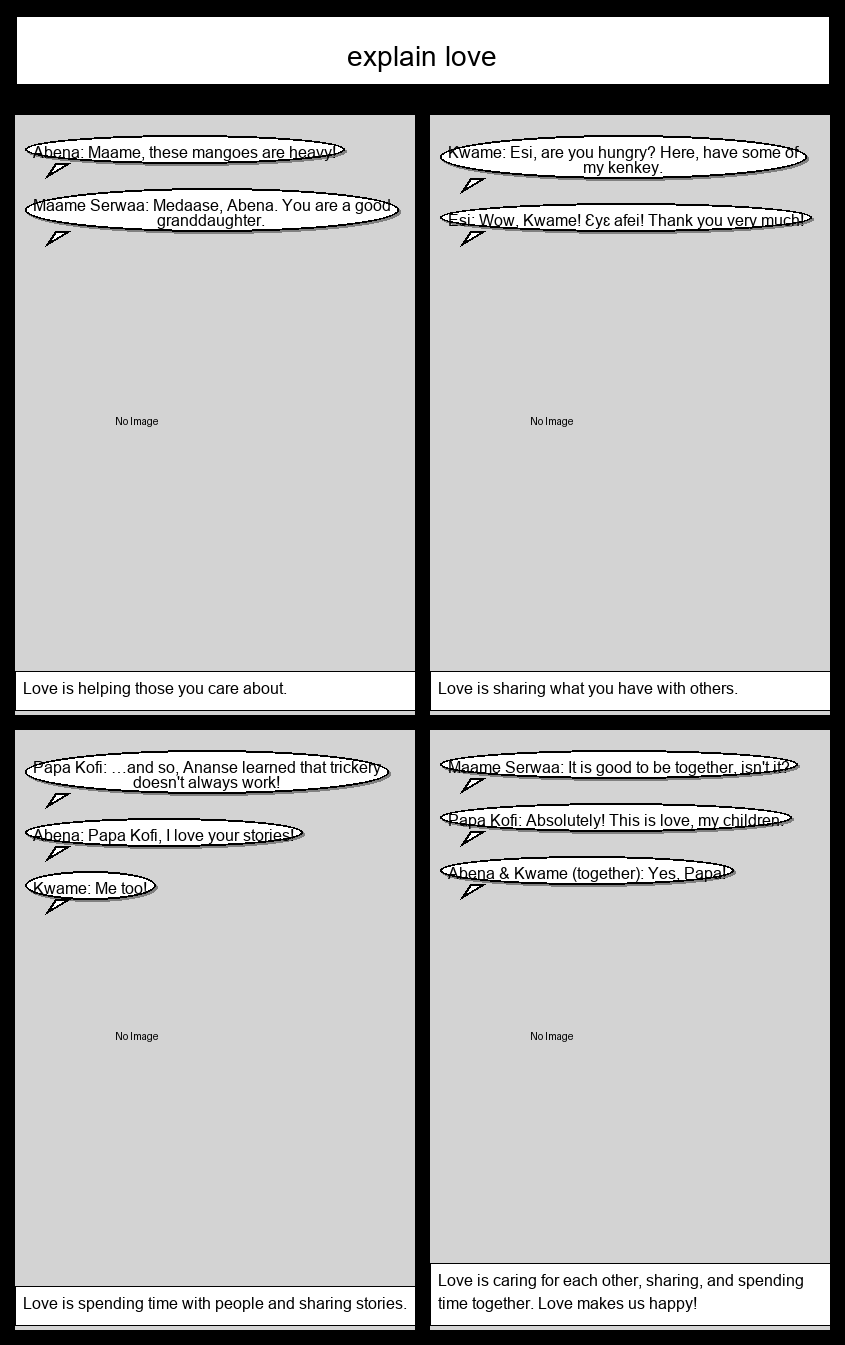 explain love
Abena: Maame, these mangoes are heavy!
Maame Serwaa: Medaase, Abena. You are a good
granddaughter.
No Image
Love is helping those you care about.
Kwame: Esi, are you hungry? Here, have some of
my kenkey.
Esi: Wow, Kwame! Ɛyɛ afei! Thank you very much!
No Image
Love is sharing what you have with others.
Papa Kofi: …and so, Ananse learned that trickery
doesn't always work!
Abena: Papa Kofi, I love your stories!
Kwame: Me too!
No Image
Love is spending time with people and sharing stories.
Maame Serwaa: It is good to be together, isn't it?
Papa Kofi: Absolutely! This is love, my children.
Abena & Kwame (together): Yes, Papa!
No Image
Love is caring for each other, sharing, and spending
time together. Love makes us happy!